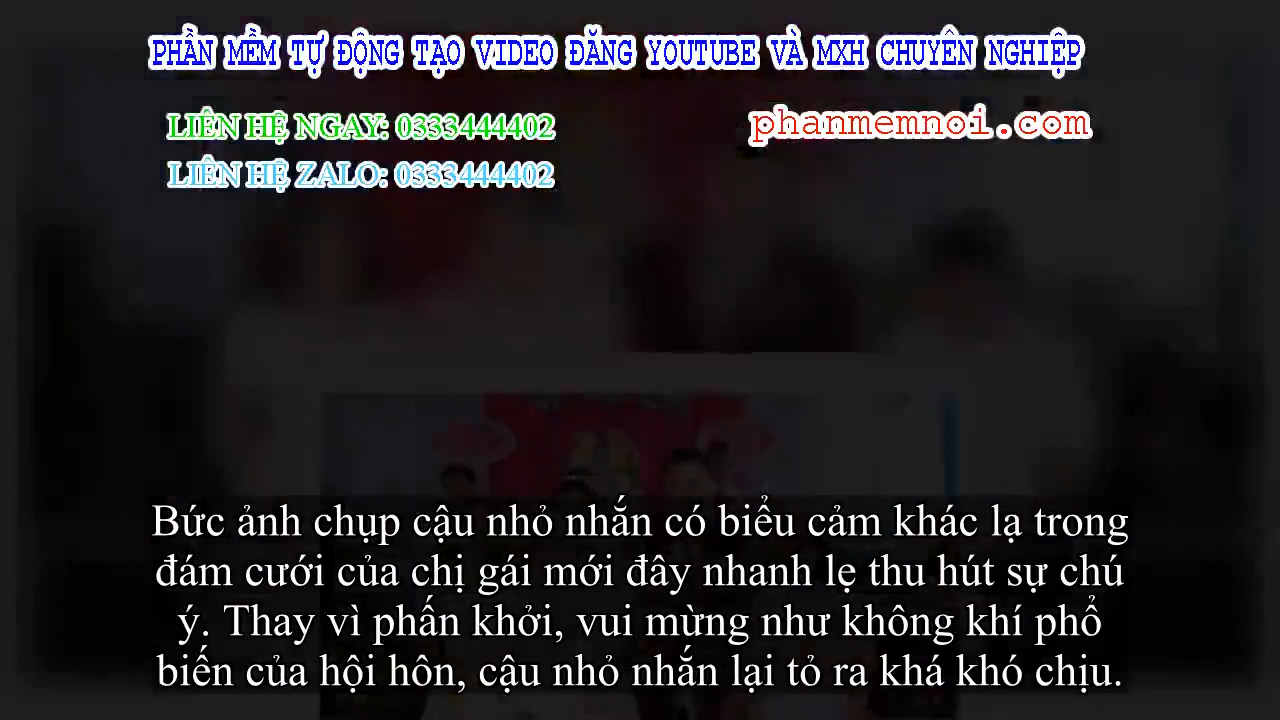 PHẦN MỀM TỰ ĐỘNG TẠO VIDEO ĐĂNG YOUTUBE VÀ MXH CHUYÊN NGHIỆP
LIÊN HỆ NGAY: 0333444402
phanmemnoi.com
LIÊN HỆ ZALO: 0333444402
Bức ảnh chụp cậu nhỏ nhắn có biểu cảm khác lạ trong
đám cưới của chị gái mới đây nhanh lẹ thu hút sự chú
ý. Thay vì phấn khởi, vui mừng như không khí phổ
biến của hội hôn, cậu nhỏ nhắn lại tỏ ra khá khó chịu.